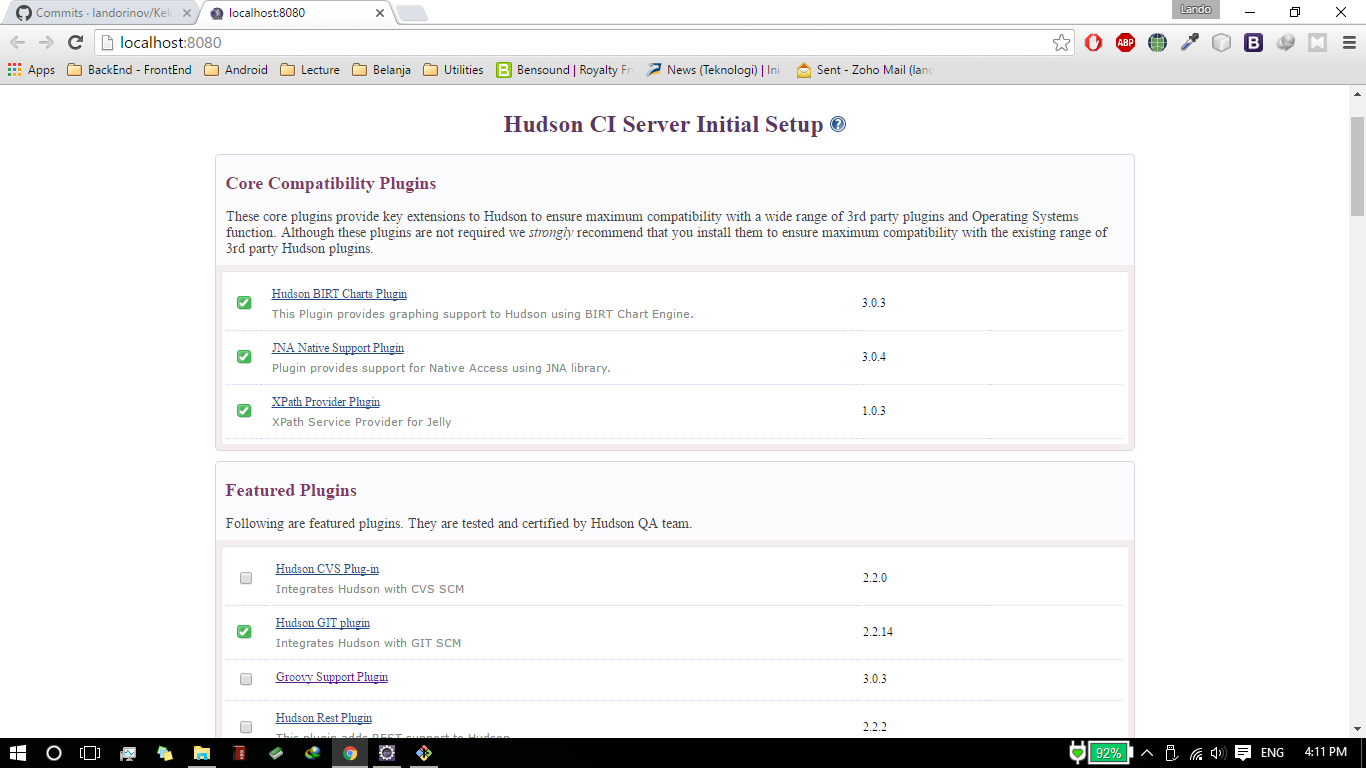 Commits · landorinov/Kel
localhost:8080
Lando
localhost:8080
ABP
B
Apps
BackEnd - FrontEnd
Android
Lecture
Belanja
Utilities
B
Bensound | Royalty Fr
News (Teknologi) | Ini
Sent - Zoho Mail (lan
Hudson CI Server Initial Setup
?
Core Compatibility Plugins
These core plugins provide key extensions to Hudson to ensure maximum compatibility with a wide range of 3rd party plugins and Operating Systems
function. Although these plugins are not required we strongly recommend that you install them to ensure maximum compatibility with the existing range of
3rd party Hudson plugins.
Hudson BIRT Charts Plugin
3.0.3
This Plugin provides graphing support to Hudson using BIRT Chart Engine.
JNA Native Support Plugin
3.0.4
Plugin provides support for Native Access using JNA library.
XPath Provider Plugin
1.0.3
XPath Service Provider for Jelly
Featured Plugins
Following are featured plugins. They are tested and certified by Hudson QA team.
Hudson CVS Plug-in
2.2.0
Integrates Hudson with CVS SCM
Hudson GIT plugin
2.2.14
Integrates Hudson with GIT SCM
Groovy Support Plugin
3.0.3
Hudson Rest Plugin
2.2.2
This plugin adds REST support to Hudson
92%
ENG
4:11 PM